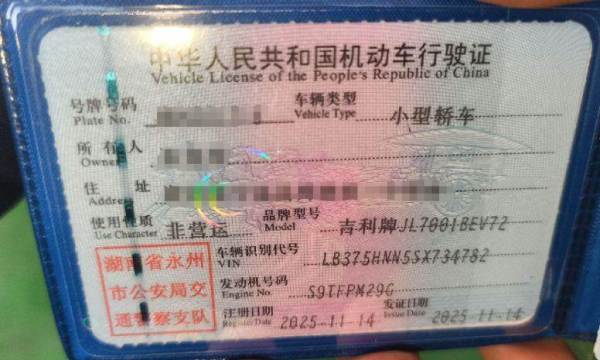 中华人民共和国机动车行驶证
Vehicle License of the People's Republic of China
号牌号码 车辆类型 小型轿车
Plate No. Vehicle Type
所有人
Owner
住址
Address
使用性质 非营运 品牌型号 吉利牌JL7001BEV72
Use Character Model
湖南省永州
市公安局交
通警察支队
车辆识别代号 LB375HNN5SX734782
VIN
发动机号码 S9TFPM29G
Engine No.
注册日期 2025-11-14 发证日期 2025-11-14
Register Date Issue Date